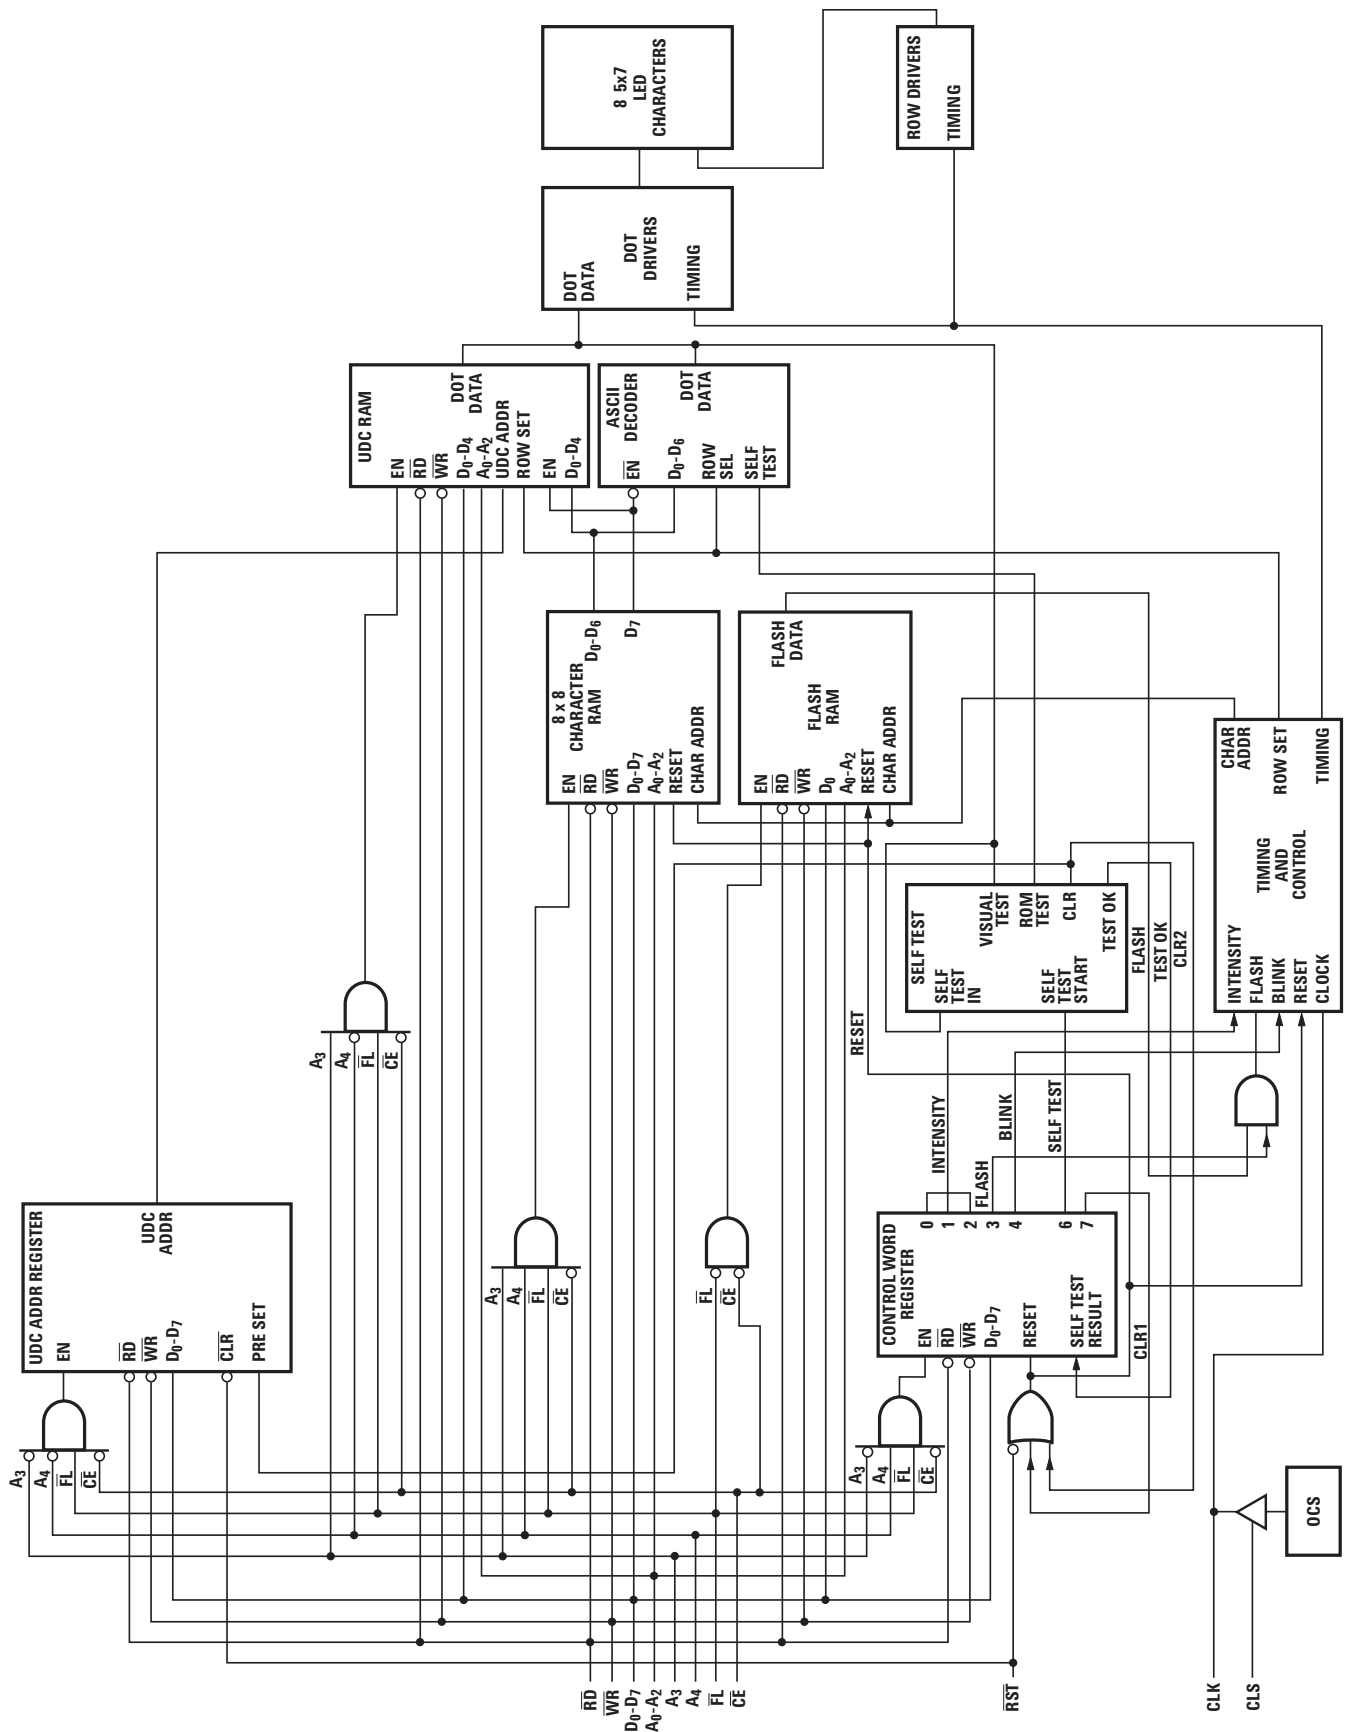 UDC ADDR REGISTER
EN
RD
WR
D0-D7
CLR
PRE SET
UDC
ADDR
A3
A4
FL
CE
A3
A4
FL
CE
UDC RAM
EN
RD
WR
D0-D4
A0-A2
UDC ADDR
ROW SET
EN
D0-D4
DOT
DATA
A3
A4
FL
CE
8 x 8
CHARACTER
RAM
EN
RD
WR
D0-D7
A0-A2
RESET
CHAR ADDR
D0-D6
D7
ASCII
DECODER
EN
D0-D6
ROW
SEL
SELF
TEST
DOT
DATA
DOT
DATA
DOT
DRIVERS
TIMING
8 5x7
LED
CHARACTERS
ROW DRIVERS
TIMING
FL
CE
FLASH
RAM
EN
RD
WR
D0
A0-A2
RESET
CHAR ADDR
FLASH
DATA
A3
A4
FL
CE
CONTROL WORD
REGISTER
EN
RD
WR
D0-D7
RESET
SELF TEST
RESULT
0
1
2
3
4
6
7
CLR1
INTENSITY
FLASH
BLINK
SELF TEST
RESET
SELF TEST
SELF
TEST
IN
SELF
TEST
START
VISUAL
TEST
ROM
TEST
CLR
TEST OK
FLASH
TEST OK
CLR2
INTENSITY
FLASH
BLINK
RESET
CLOCK
TIMING
AND
CONTROL
CHAR
ADDR
ROW SET
TIMING
RD
WR
D0-D7
A0-A2
A3
A4
FL
CE
RST
CLK
CLS
OCS